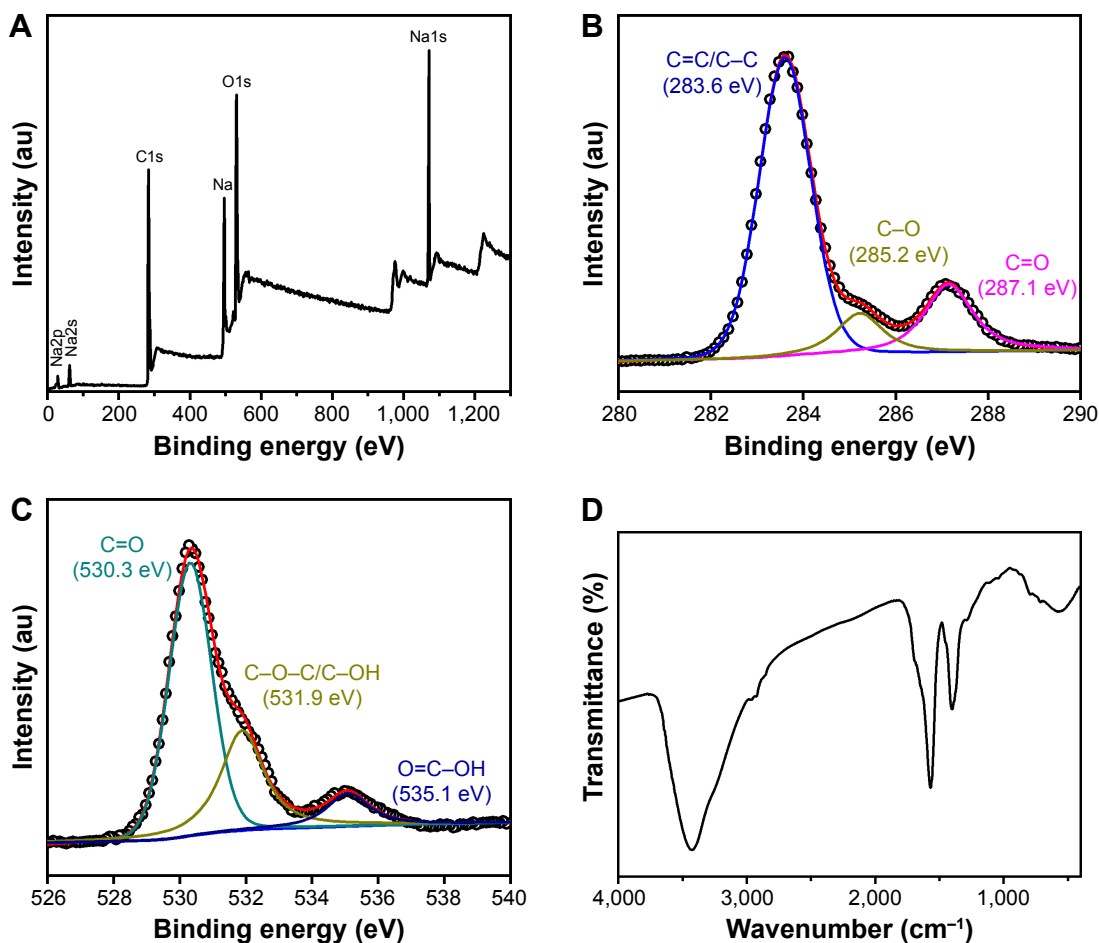 A
Intensity (au)
Na2p
Na2s
C1s
Na
O1s
Na1s
0 200 400 600 800 1,000 1,200
Binding energy (eV)
B
Intensity (au)
C=C/C–C
(283.6 eV)
C–O
(285.2 eV)
C=O
(287.1 eV)
280 282 284 286 288 290
Binding energy (eV)
C
Intensity (au)
C=O
(530.3 eV)
C–O–C/C–OH
(531.9 eV)
O=C–OH
(535.1 eV)
526 528 530 532 534 536 538 540
Binding energy (eV)
D
Transmittance (%)
4,000 3,000 2,000 1,000
Wavenumber (cm⁻¹)